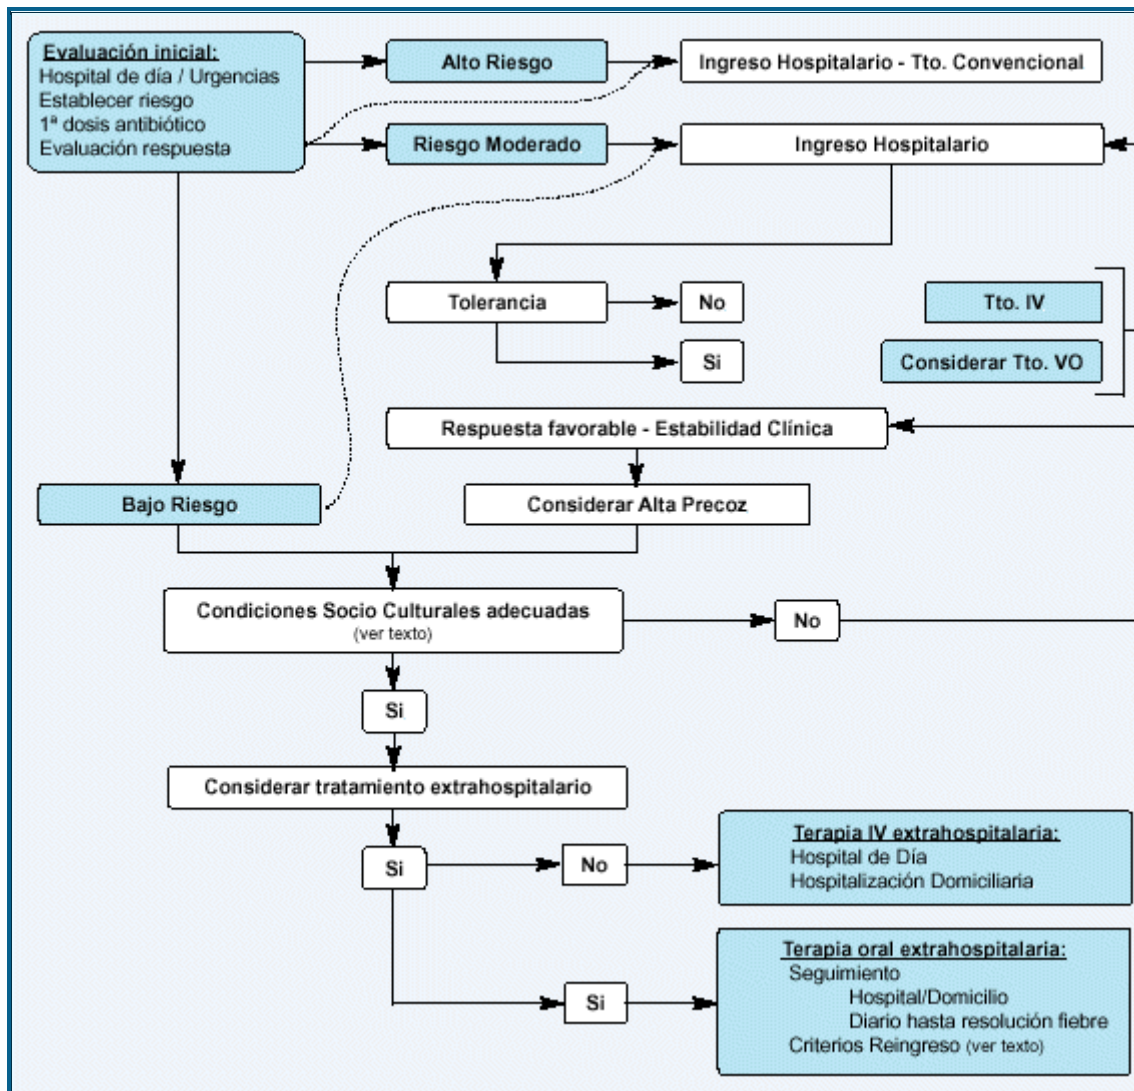 Evaluación inicial:
Hospital de día / Urgencias
Establecer riesgo
1ª dosis antibiótico
Evaluación respuesta
Alto Riesgo
Ingreso Hospitalario - Tto. Convencional
Riesgo Moderado
Ingreso Hospitalario
Tolerancia
No
Tto. IV
Si
Considerar Tto. VO
Respuesta favorable - Estabilidad Clínica
Bajo Riesgo
Considerar Alta Precoz
Condiciones Socio Culturales adecuadas
(ver texto)
No
Si
Considerar tratamiento extrahospitalario
Si
No
Terapia IV extrahospitalaria:
Hospital de Día
Hospitalización Domiciliaria
Si
Terapia oral extrahospitalaria:
Seguimiento
Hospital/Domicilio
Diario hasta resolución fiebre
Criterios Reingreso (ver texto)